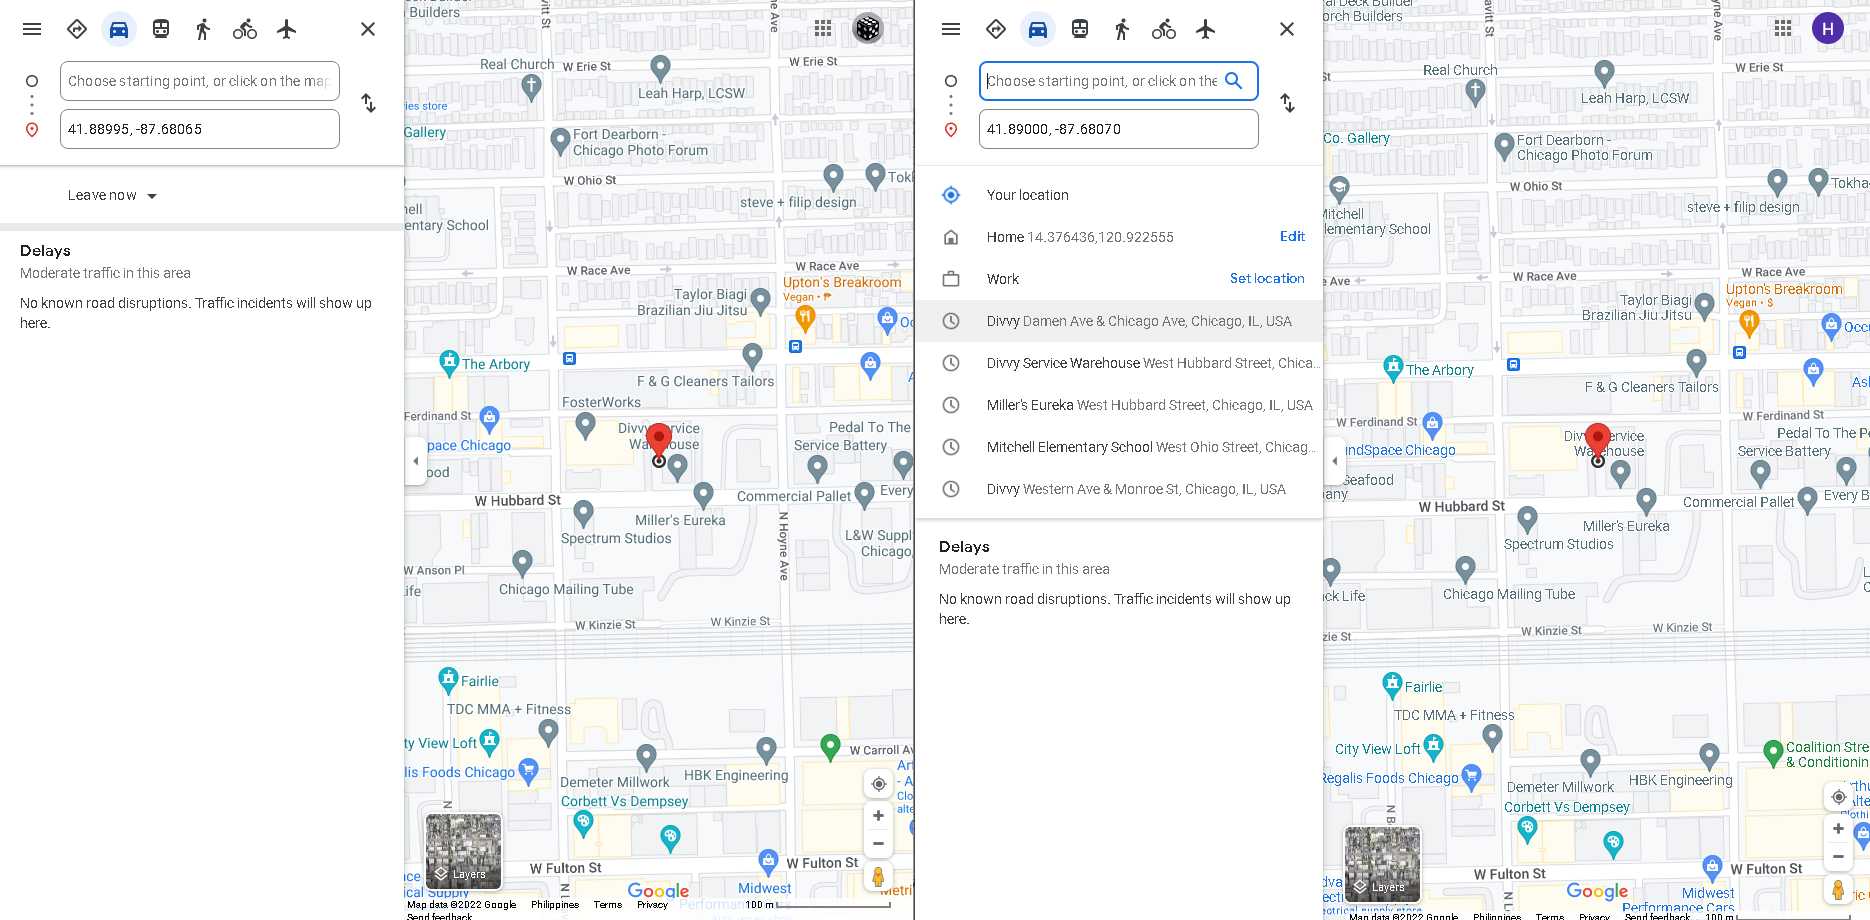 Choose starting point, or click on the map
41.88995, -87.68065
Leave now
Delays
Moderate traffic in this area
No known road disruptions. Traffic incidents will show up
here.
Builders
Real Church
W Erie St
W Erie St
Leah Harp, LCSW
ies store
Gallery
Fort Dearborn -
Chicago Photo Forum
W Ohio St
Tokh
steve + filip design
entary School
W Race Ave
W Race Ave
Upton's Breakroom
Vegan • ₱
Taylor Biagi
Brazilian Jiu Jitsu
The Arbory
F & G Cleaners Tailors
FosterWorks
Ferdinand St
pace Chicago
Pedal To The
Service Battery
W Hubbard St
Commercial Pallet
Every
Miller's Eureka
Spectrum Studios
N Hoyne Ave
L&W Suppl
Chicago,
W Anson Pl
Chicago Mailing Tube
W Kinzie St
W Kinzie St
Fairlie
TDC MMA + Fitness
ty View Loft
W Carroll Av
lis Foods Chicago
Demeter Millwork
HBK Engineering
Corbett Vs Dempsey
Layers
W Fulton St
W Fulton St
Google
Midwest
Map data ©2022 Google
Philippines
Terms
Privacy
100 m
Send feedback
Choose starting point, or click on the
41.89000, -87.68070
Your location
Home 14.376436,120.922555
Edit
Work
Set location
Divvy Damen Ave & Chicago Ave, Chicago, IL, USA
Divvy Service Warehouse West Hubbard Street, Chica...
Miller's Eureka West Hubbard Street, Chicago, IL, USA
Mitchell Elementary School West Ohio Street, Chicag...
Divvy Western Ave & Monroe St, Chicago, IL, USA
Delays
Moderate traffic in this area
No known road disruptions. Traffic incidents will show up
here.
H
orch Builders
Real Church
W Erie St
Leah Harp, LCSW
Co. Gallery
Fort Dearborn -
Chicago Photo Forum
W Ohio St
Tokha
steve + filip design
Mitchell
lementary School
W Race Ave
W Race Ave
Upton's Breakroom
Vegan • $
Taylor Biagi
Brazilian Jiu Jitsu
Occu
The Arbory
F & G Cleaners Tailors
W Ferdinand St
W Ferdinand St
undSpace Chicago
Pedal To The P
Service Battery
Seafood
W Hubbard St
Commercial Pallet
Every B
Miller's Eureka
Spectrum Studios
ck Life
Chicago Mailing Tube
W Kinzie St
W Kinzie St
Fairlie
TDC MMA + Fitness
City View Loft
Coalition Stre
& Conditionin
Regalis Foods Chicago
Demeter Millwork
HBK Engineering
Corbett Vs Dempsey
Layers
W Fulton St
W Fulton St
Google
Midwest
Performance Cars
Map data ©2022 Google
Philippines
Terms
Privacy
Send feedback
100 m